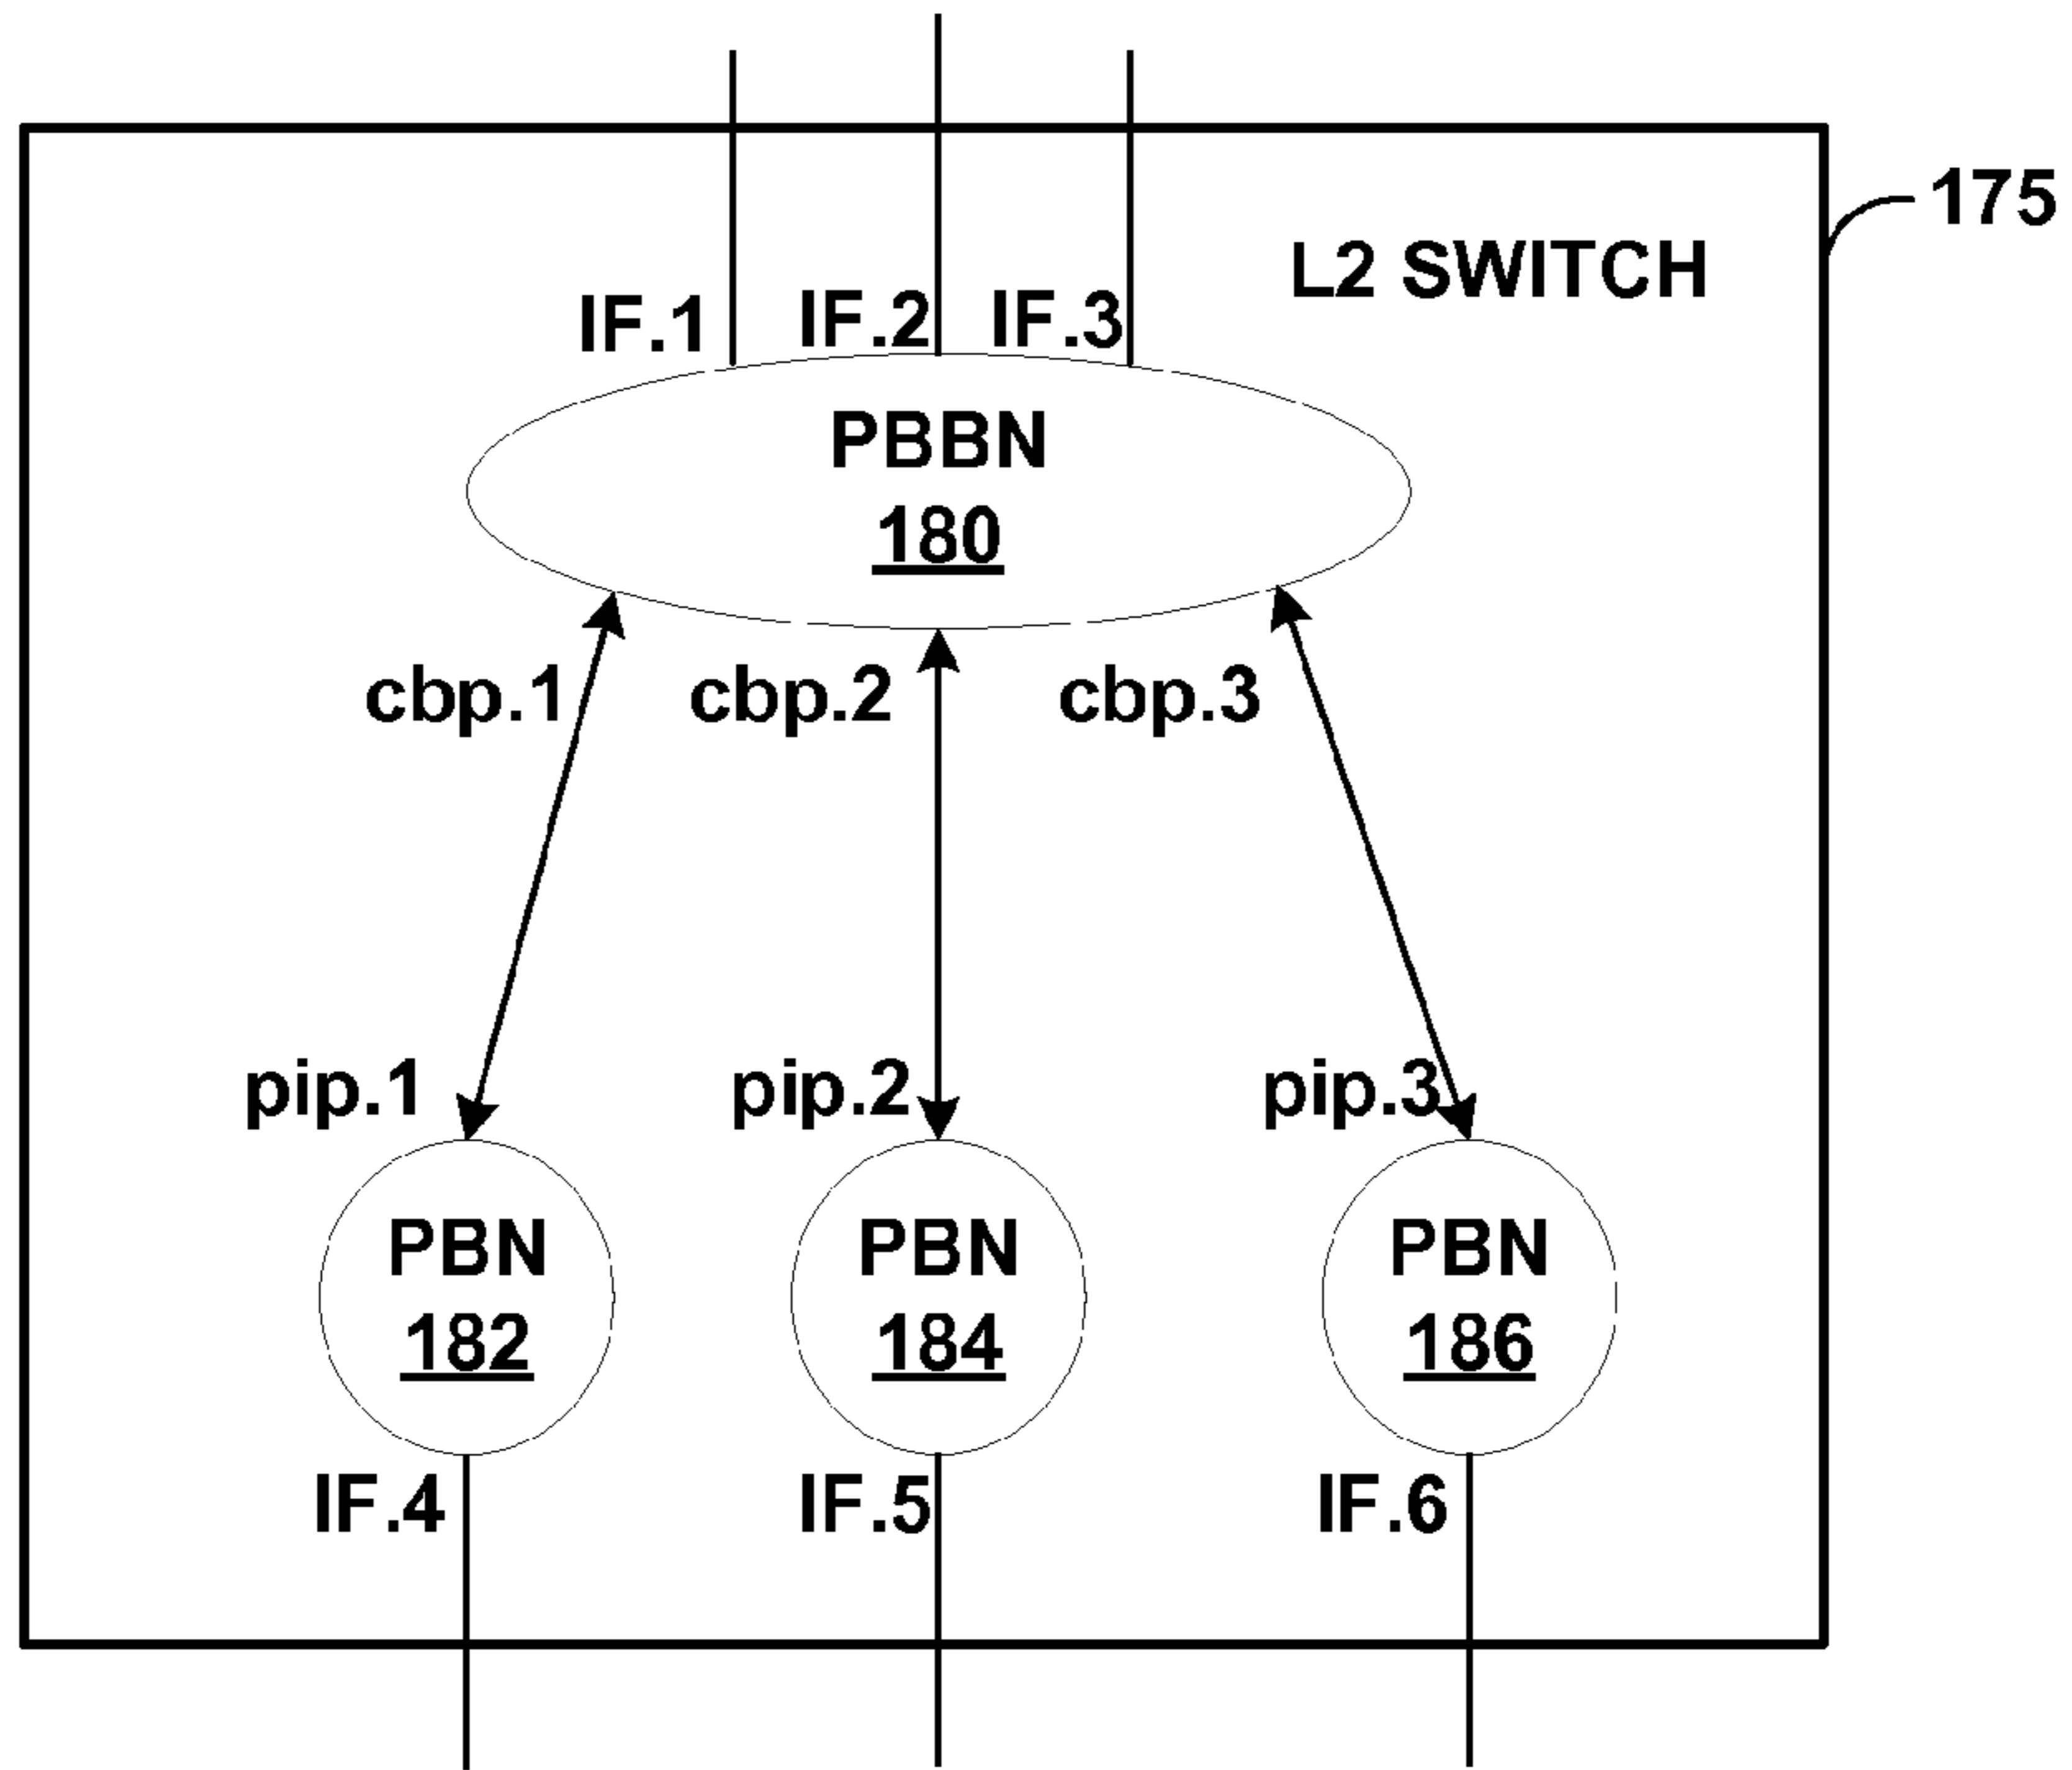 175
L2 SWITCH
IF.1 IF.2 IF.3
PBBN
180
cbp.1 cbp.2 cbp.3
pip.1 pip.2 pip.3
PBN PBN PBN
182 184 186
IF.4 IF.5 IF.6